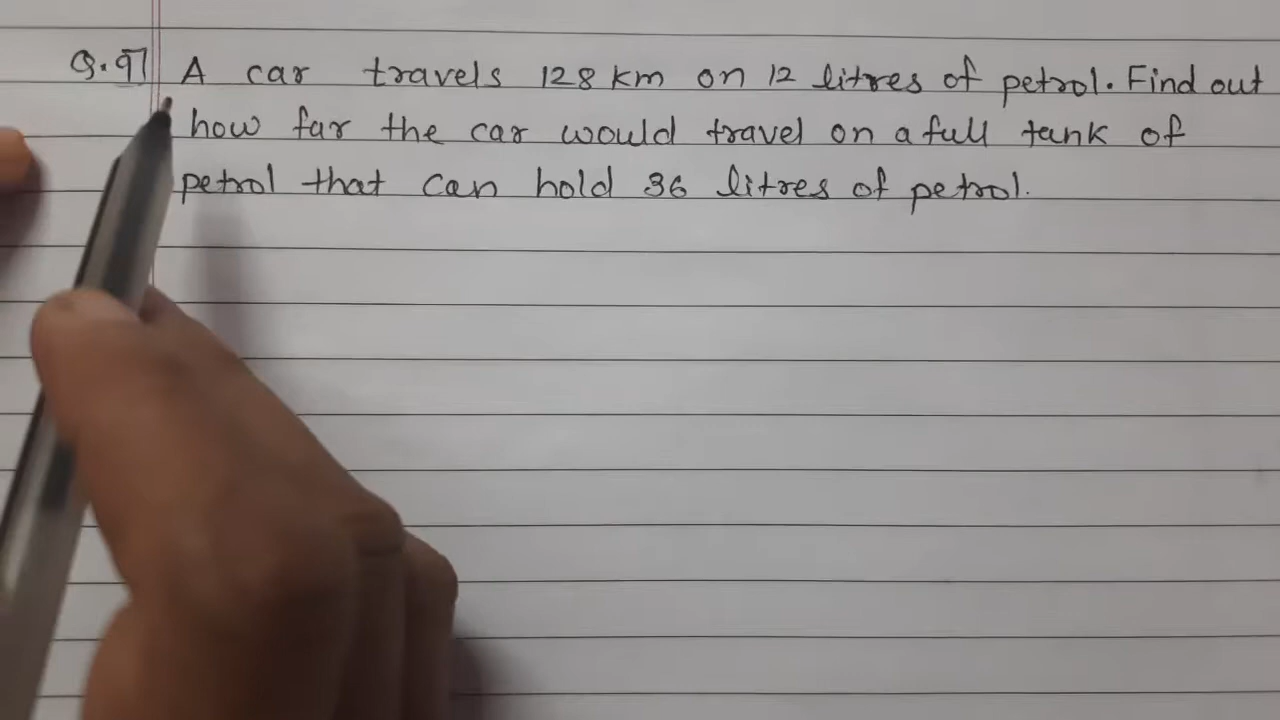 Q.97 A car travels 128 km on 12 litres of petrol. Find out
how far the car would travel on a full tank of
petrol that can hold 36 litres of petrol.